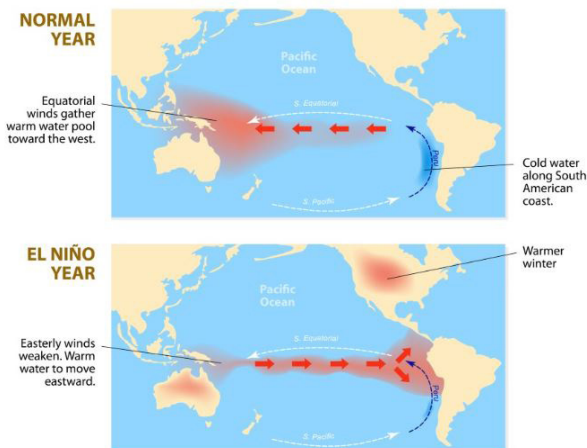 NORMAL
YEAR
Pacific
Ocean
Equatorial
winds gather
warm water pool
toward the west.
S. Equatorial
Peru
Cold water
along South
American
coast.
S. Pacific
EL NIÑO
YEAR
Warmer
winter
Pacific
Ocean
Easterly winds
weaken. Warm
water to move
eastward.
S. Equatorial
Peru
S. Pacific